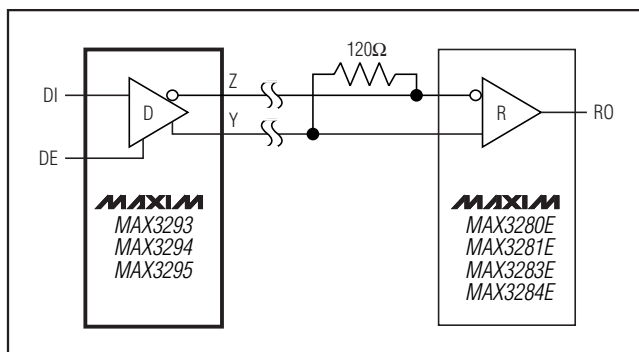 120Ω
DI
Z
D
Y
DE
R
RO
MAXIM
MAX3293
MAX3294
MAX3295
MAXIM
MAX3280E
MAX3281E
MAX3283E
MAX3284E